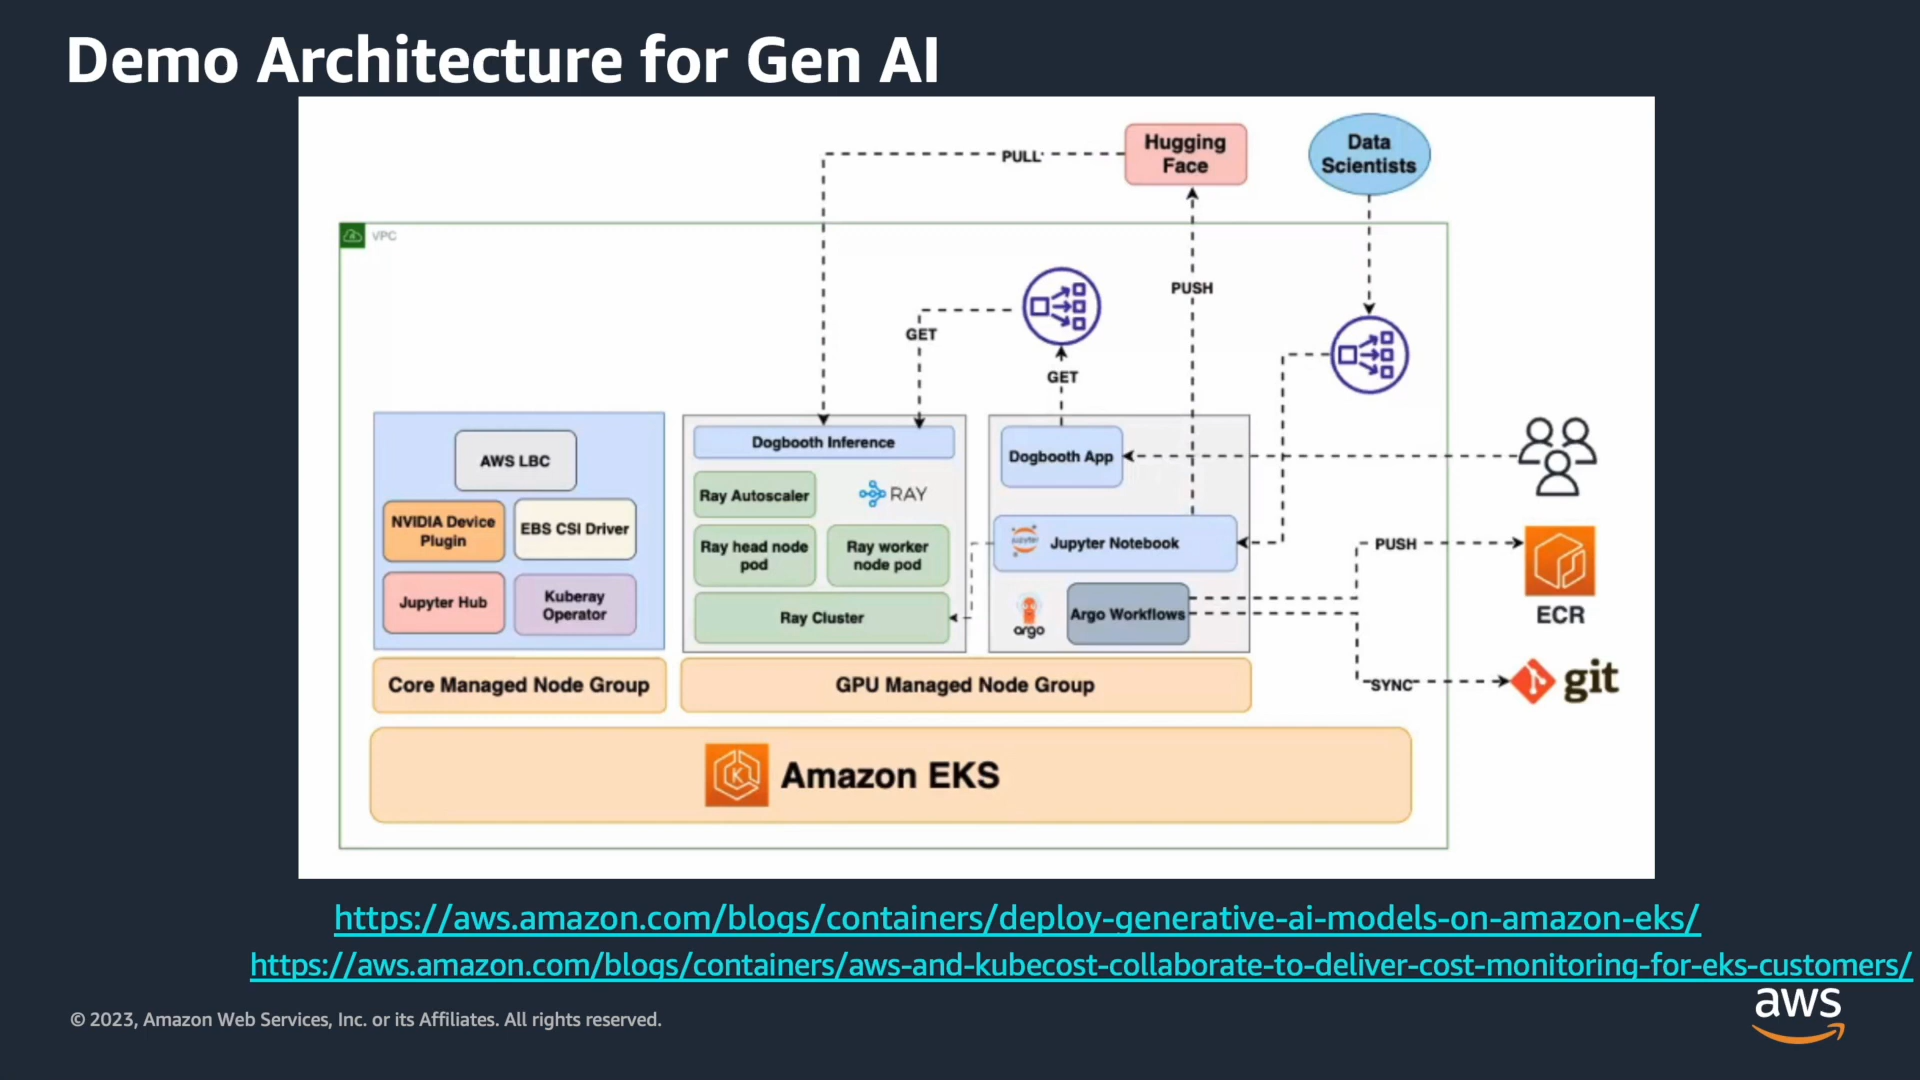 Demo Architecture for Gen AI
Hugging
Face
Data
Scientists
PULL
VPC
PUSH
GET
GET
AWS LBC
NVIDIA Device
Plugin
EBS CSI Driver
Jupyter Hub
Kuberay
Operator
Dogbooth Inference
Ray Autoscaler
RAY
Ray head node
pod
Ray worker
node pod
Ray Cluster
Dogbooth App
jupyter
Jupyter Notebook
argo
Argo Workflows
PUSH
ECR
SYNC
git
Core Managed Node Group
GPU Managed Node Group
Amazon EKS
https://aws.amazon.com/blogs/containers/deploy-generative-ai-models-on-amazon-eks/
https://aws.amazon.com/blogs/containers/aws-and-kubecost-collaborate-to-deliver-cost-monitoring-for-eks-customers/
© 2023, Amazon Web Services, Inc. or its Affiliates. All rights reserved.
aws